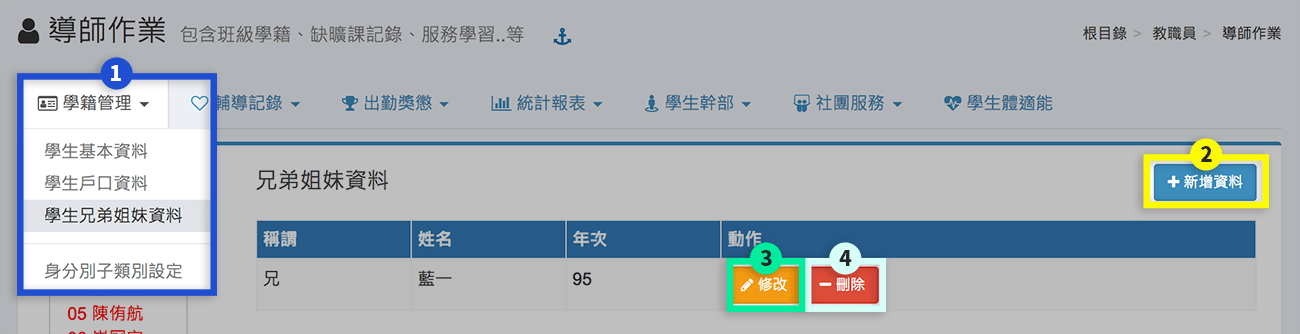 導師作業 包含班級學籍、缺曠課記錄、服務學習..等
根目錄 > 教職員 > 導師作業
1
學籍管理 輔導記錄 出勤獎懲 統計報表 學生幹部 社團服務 學生體適能
學生基本資料
學生戶口資料
學生兄弟姐妹資料
身分別子類別設定
2
兄弟姐妹資料
新增資料
稱謂 姓名 年次 動作
3 4
兄 藍一 95 修改 刪除
05 陳侑航